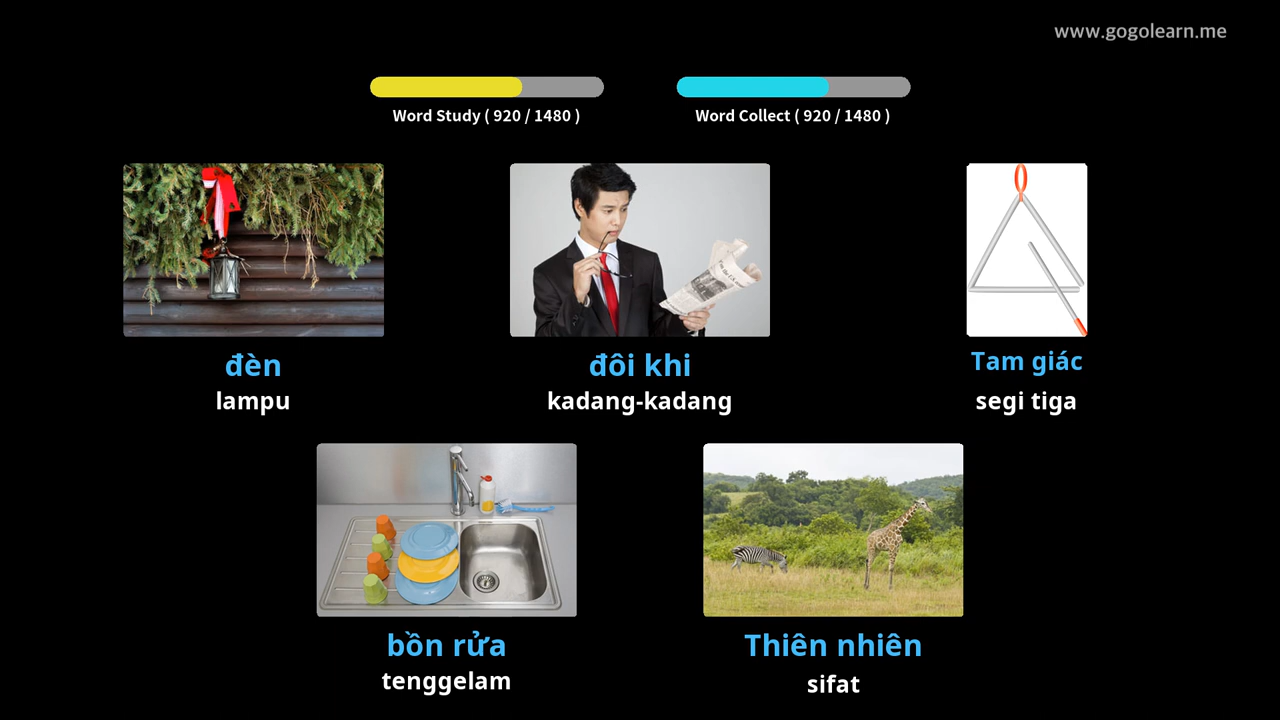 www.gogolearn.me
Word Study ( 920 / 1480 )
Word Collect ( 920 / 1480 )
đèn
lampu
đôi khi
kadang-kadang
Tam giác
segi tiga
bồn rửa
tenggelam
Thiên nhiên
sifat